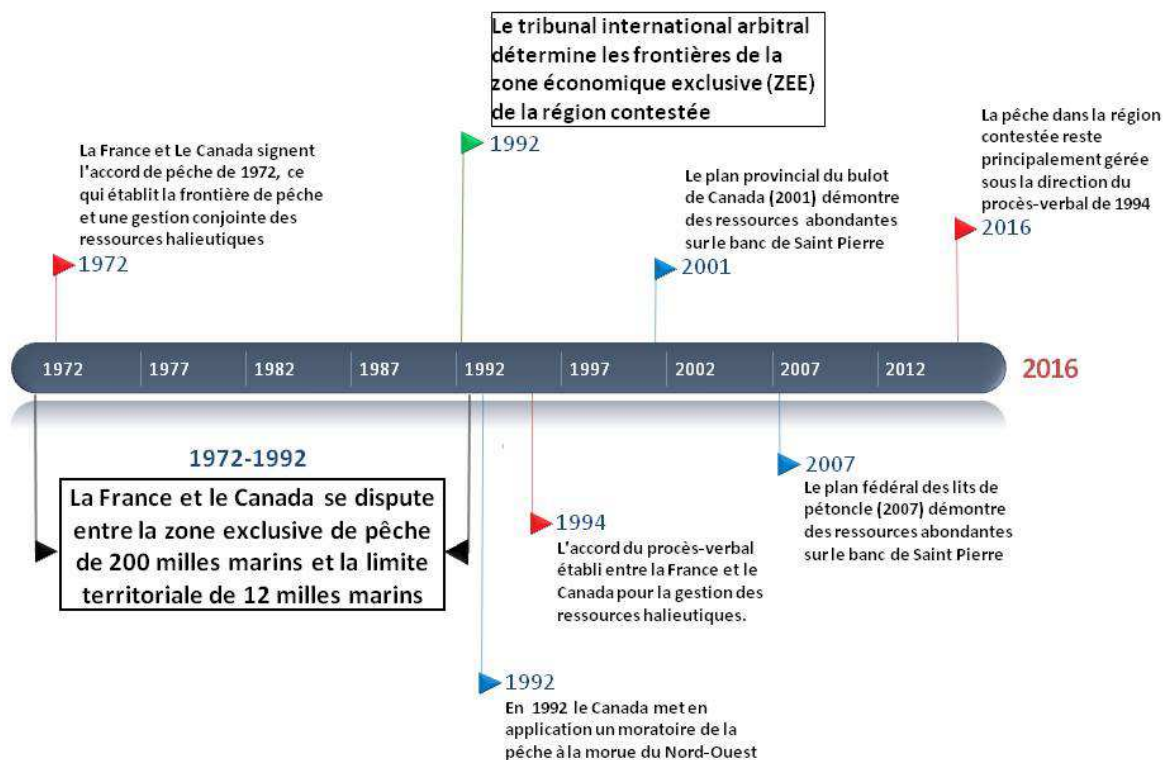 Le tribunal international arbitral
détermine les frontières de la
zone économique exclusive (ZEE)
de la région contestée
1992
La France et Le Canada signent
l'accord de pêche de 1972, ce
qui établit la frontière de pêche
et une gestion conjointe des
ressources halieutiques
1972
Le plan provincial du bulot
de Canada (2001) démontre
des ressources abondantes
sur le banc de Saint Pierre
2001
La pêche dans la région
contestée reste
principalement gérée
sous la direction du
procès-verbal de 1994
2016
1972 1977 1982 1987 1992 1997 2002 2007 2012 2016
1972-1992
La France et le Canada se dispute
entre la zone exclusive de pêche
de 200 milles marins et la limite
territoriale de 12 milles marins
1994
L'accord du procès-verbal
établi entre la France et le
Canada pour la gestion des
ressources halieutiques.
2007
Le plan fédéral des lits de
pétoncle (2007) démontre
des ressources abondantes
sur le banc de Saint Pierre
1992
En 1992 le Canada met en
application un moratoire de la
pêche à la morue du Nord-Ouest